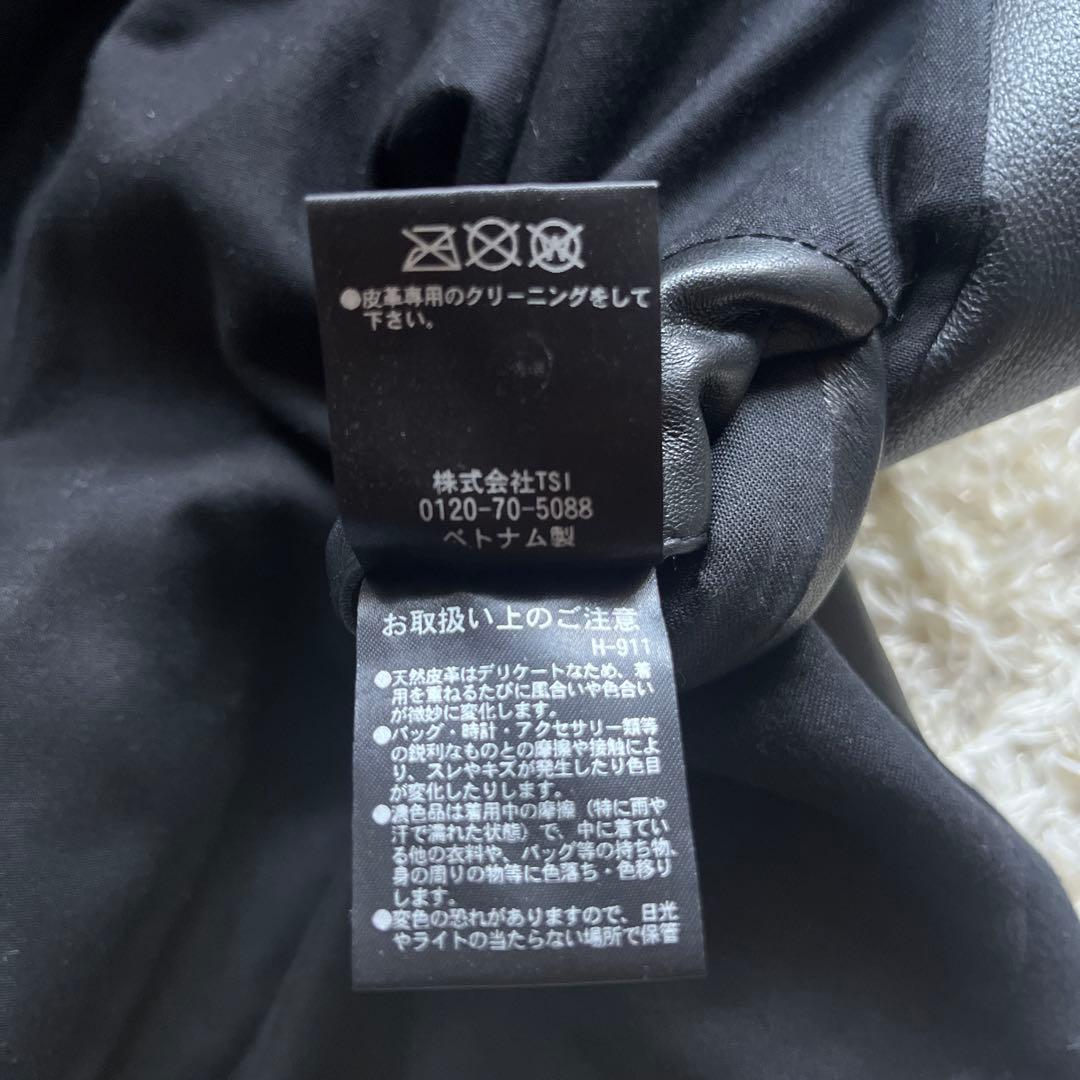 ●皮革専用のクリーニングをして
下さい。
株式会社TSI
0120-70-5088
ベトナム製
お取扱い上のご注意
H-911
●天然皮革はデリケートなため、着
用を重ねるたびに風合いや色合い
が微妙に変化します。
●バッグ・時計・アクセサリー類等
の鋭利なものとの摩擦や接触によ
り、スレやキズが発生したり色目
が変化したりします。
●濃色品は着用中の摩擦（特に雨や
汗で濡れた状態）で、中に着てい
る他の衣料や、バッグ等の持ち物、
身の周りの物等に色落ち・色移り
します。
●変色の恐れがありますので、日光
やライトの当たらない場所で保管